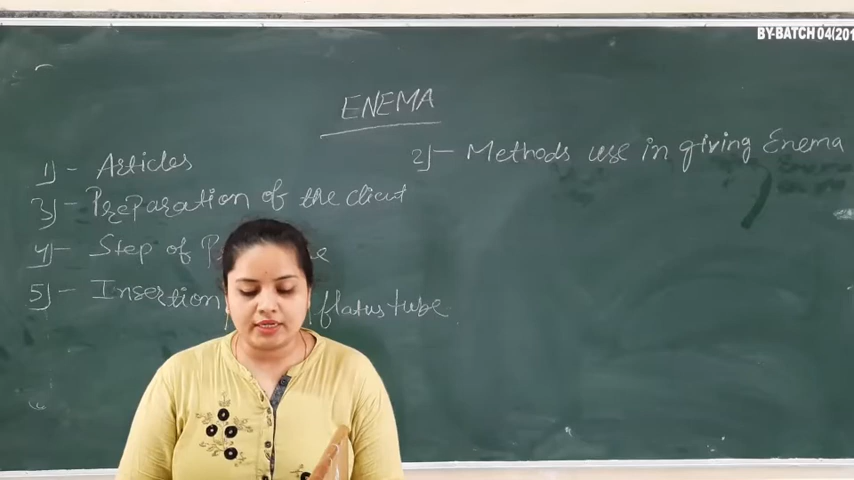 BY-BATCH 04(201
ENEMA
1) - Articles
2) - Methods use in giving Enema
3) - Preparation of the client
4) - Step of P e
5) - Insertion flatus tube